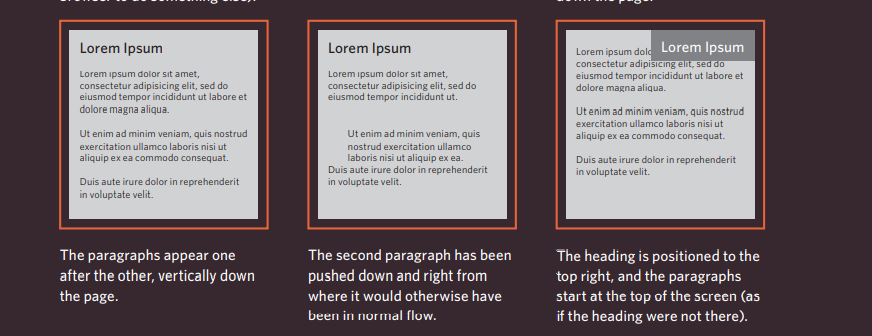 browser to do something else).
down the page.
Lorem Ipsum
Lorem ipsum dolor sit amet,
consectetur adipisicing elit, sed do
eiusmod tempor incididunt ut labore et
dolore magna aliqua.
Ut enim ad minim veniam, quis nostrud
exercitation ullamco laboris nisi ut
aliquip ex ea commodo consequat.
Duis aute irure dolor in reprehenderit
in voluptate velit.
The paragraphs appear one
after the other, vertically down
the page.
Lorem Ipsum
Lorem ipsum dolor sit amet,
consectetur adipisicing elit, sed do
eiusmod tempor incididunt ut.
Ut enim ad minim veniam, quis
nostrud exercitation ullamco
laboris nisi ut aliquip ex ea.
Duis aute irure dolor in reprehenderit
in voluptate velit.
The second paragraph has been
pushed down and right from
where it would otherwise have
been in normal flow.
Lorem Ipsum
Lorem ipsum dolo
consectetur adipisicing elit, sed do
eiusmod tempor incididunt ut labore et
dolore magna aliqua.
Ut enim ad minim veniam, quis nostrud
exercitation ullamco laboris nisi ut
aliquip ex ea commodo consequat.
Duis aute irure dolor in reprehenderit
in voluptate velit.
The heading is positioned to the
top right, and the paragraphs
start at the top of the screen (as
if the heading were not there).